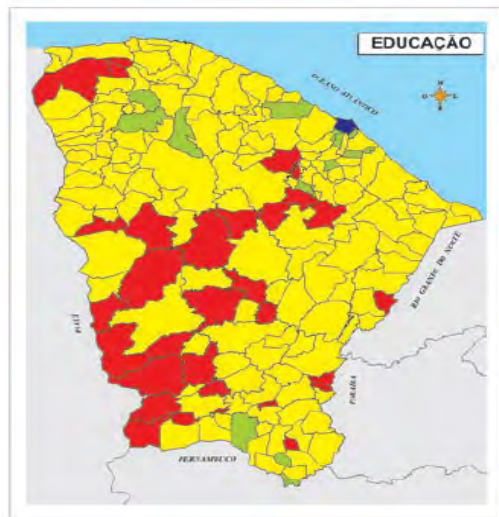 EDUCAÇÃO
OCEANO ATLÂNTICO
N
O
L
S
RIO GRANDE DO NORTE
PIAUÍ
PARAÍBA
PERNAMBUCO